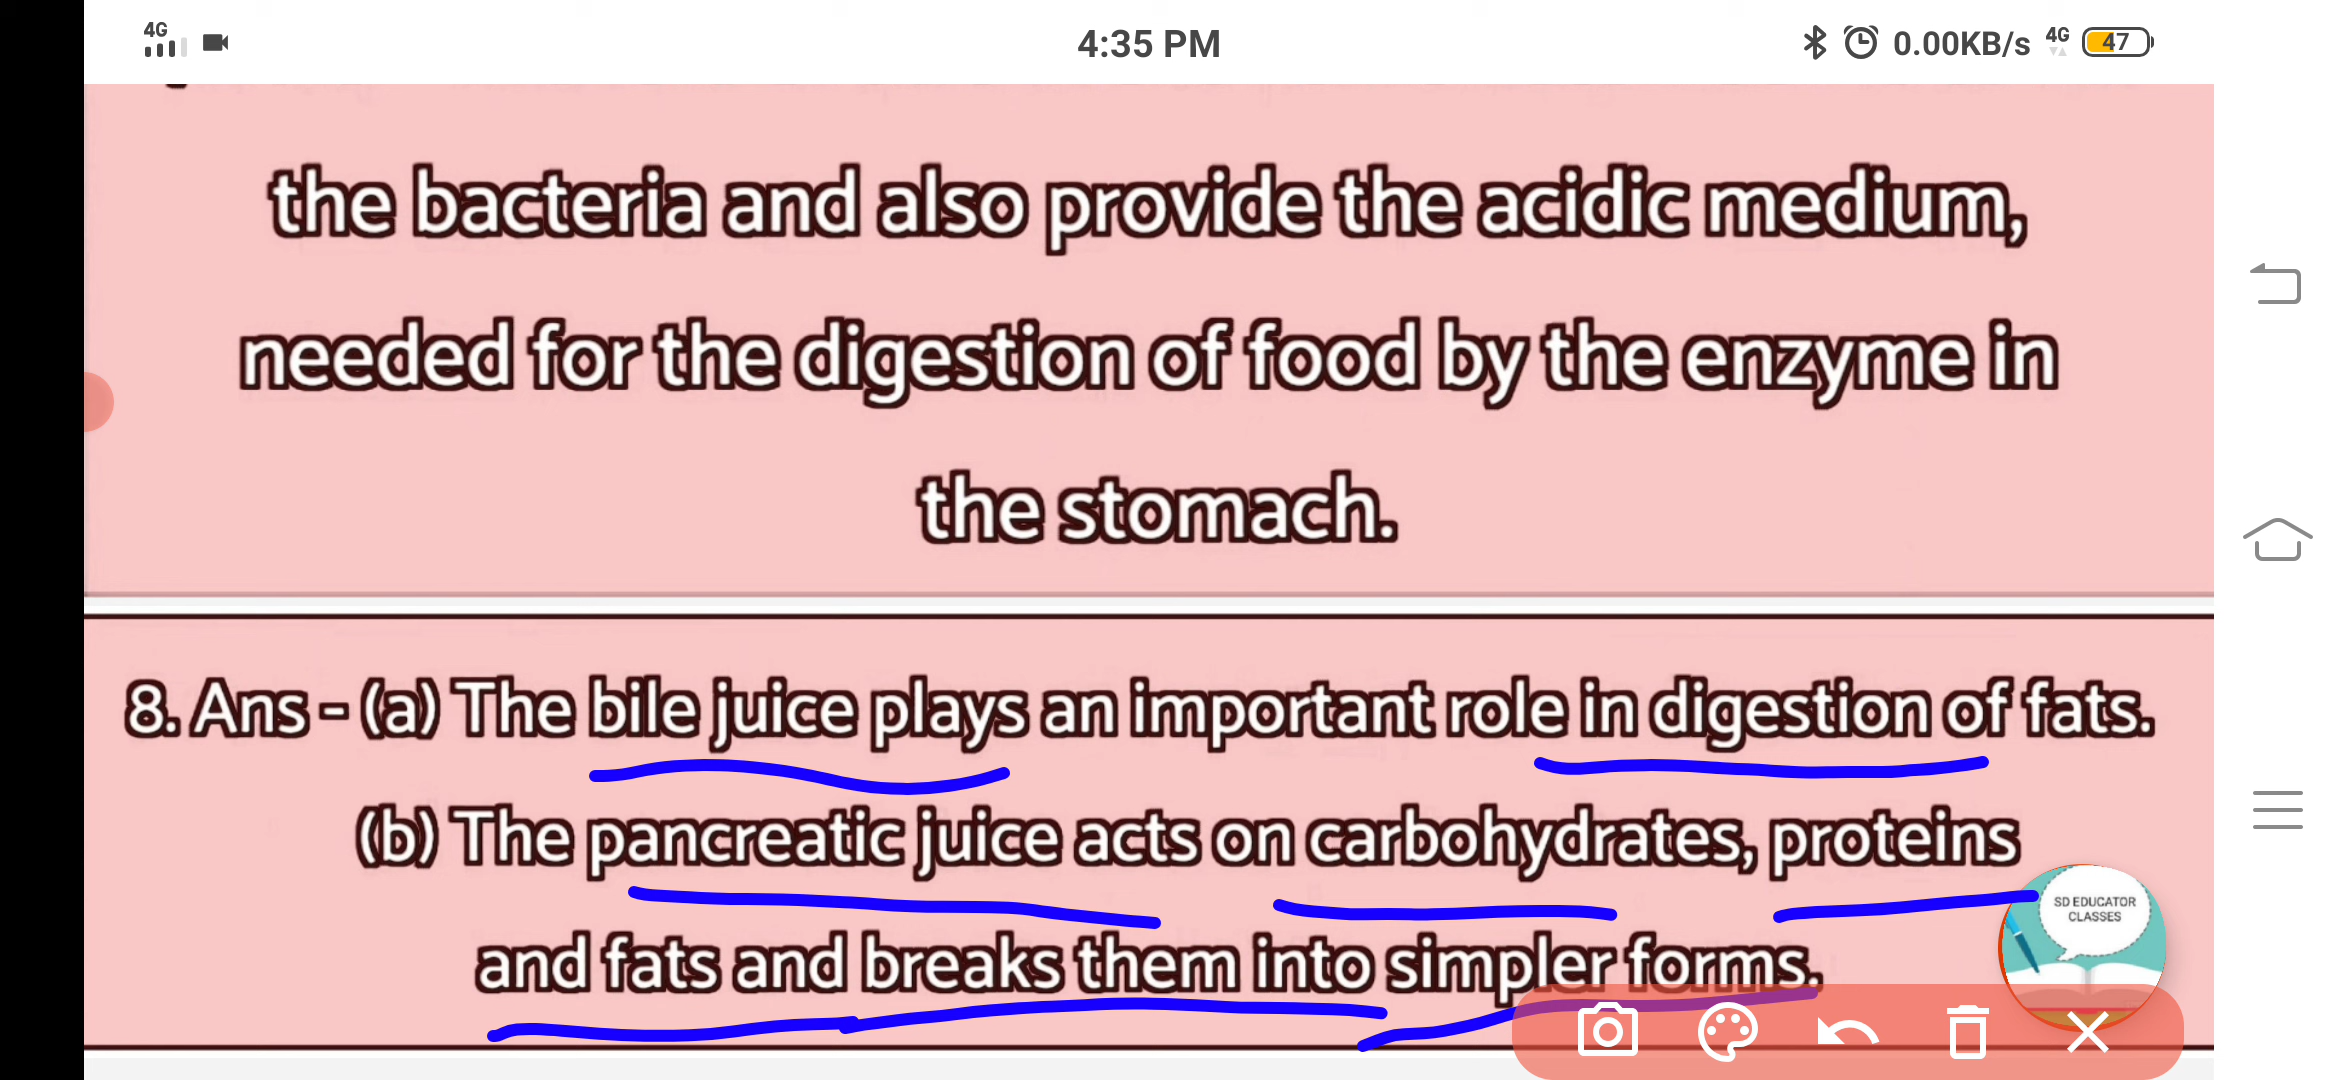 4G
4:35 PM
0.00KB/s 4G 47
the bacteria and also provide the acidic medium,
needed for the digestion of food by the enzyme in
the stomach.
8. Ans - (a) The bile juice plays an important role in digestion of fats.
(b) The pancreatic juice acts on carbohydrates, proteins
and fats and breaks them into simpler forms.
SD EDUCATOR
CLASSES